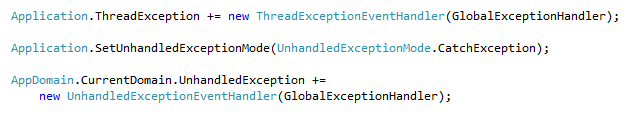 Application.ThreadException += new ThreadExceptionEventHandler(GlobalExceptionHandler);
Application.SetUnhandledExceptionMode(UnhandledExceptionMode.CatchException);
AppDomain.CurrentDomain.UnhandledException +=
new UnhandledExceptionEventHandler(GlobalExceptionHandler);